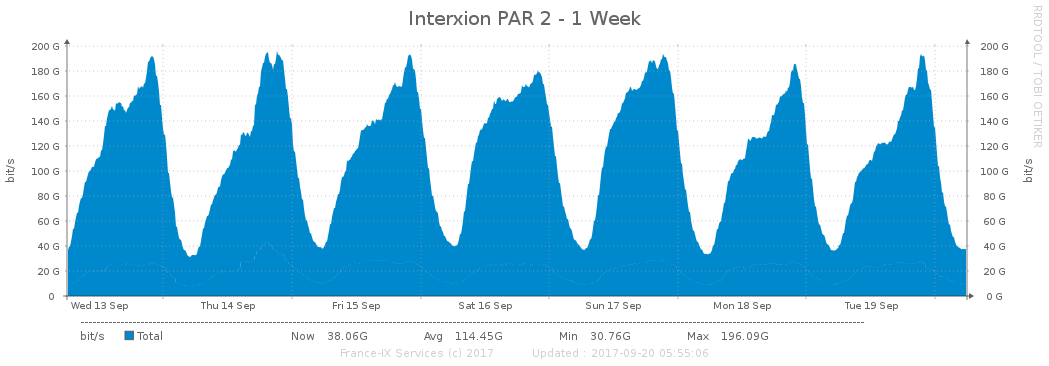 Interxion PAR 2 - 1 Week
RRDTOOL / TOBI OETIKER
bit/s
bit/s
200 G 200 G
180 G 180 G
160 G 160 G
140 G 140 G
120 G 120 G
100 G 100 G
80 G 80 G
60 G 60 G
40 G 40 G
20 G 20 G
0 0 G
Wed 13 Sep Thu 14 Sep Fri 15 Sep Sat 16 Sep Sun 17 Sep Mon 18 Sep Tue 19 Sep
bit/s Total Now 38.06G Avg 114.45G Min 30.76G Max 196.09G
France-IX Services (c) 2017 Updated : 2017-09-20 05:55:06